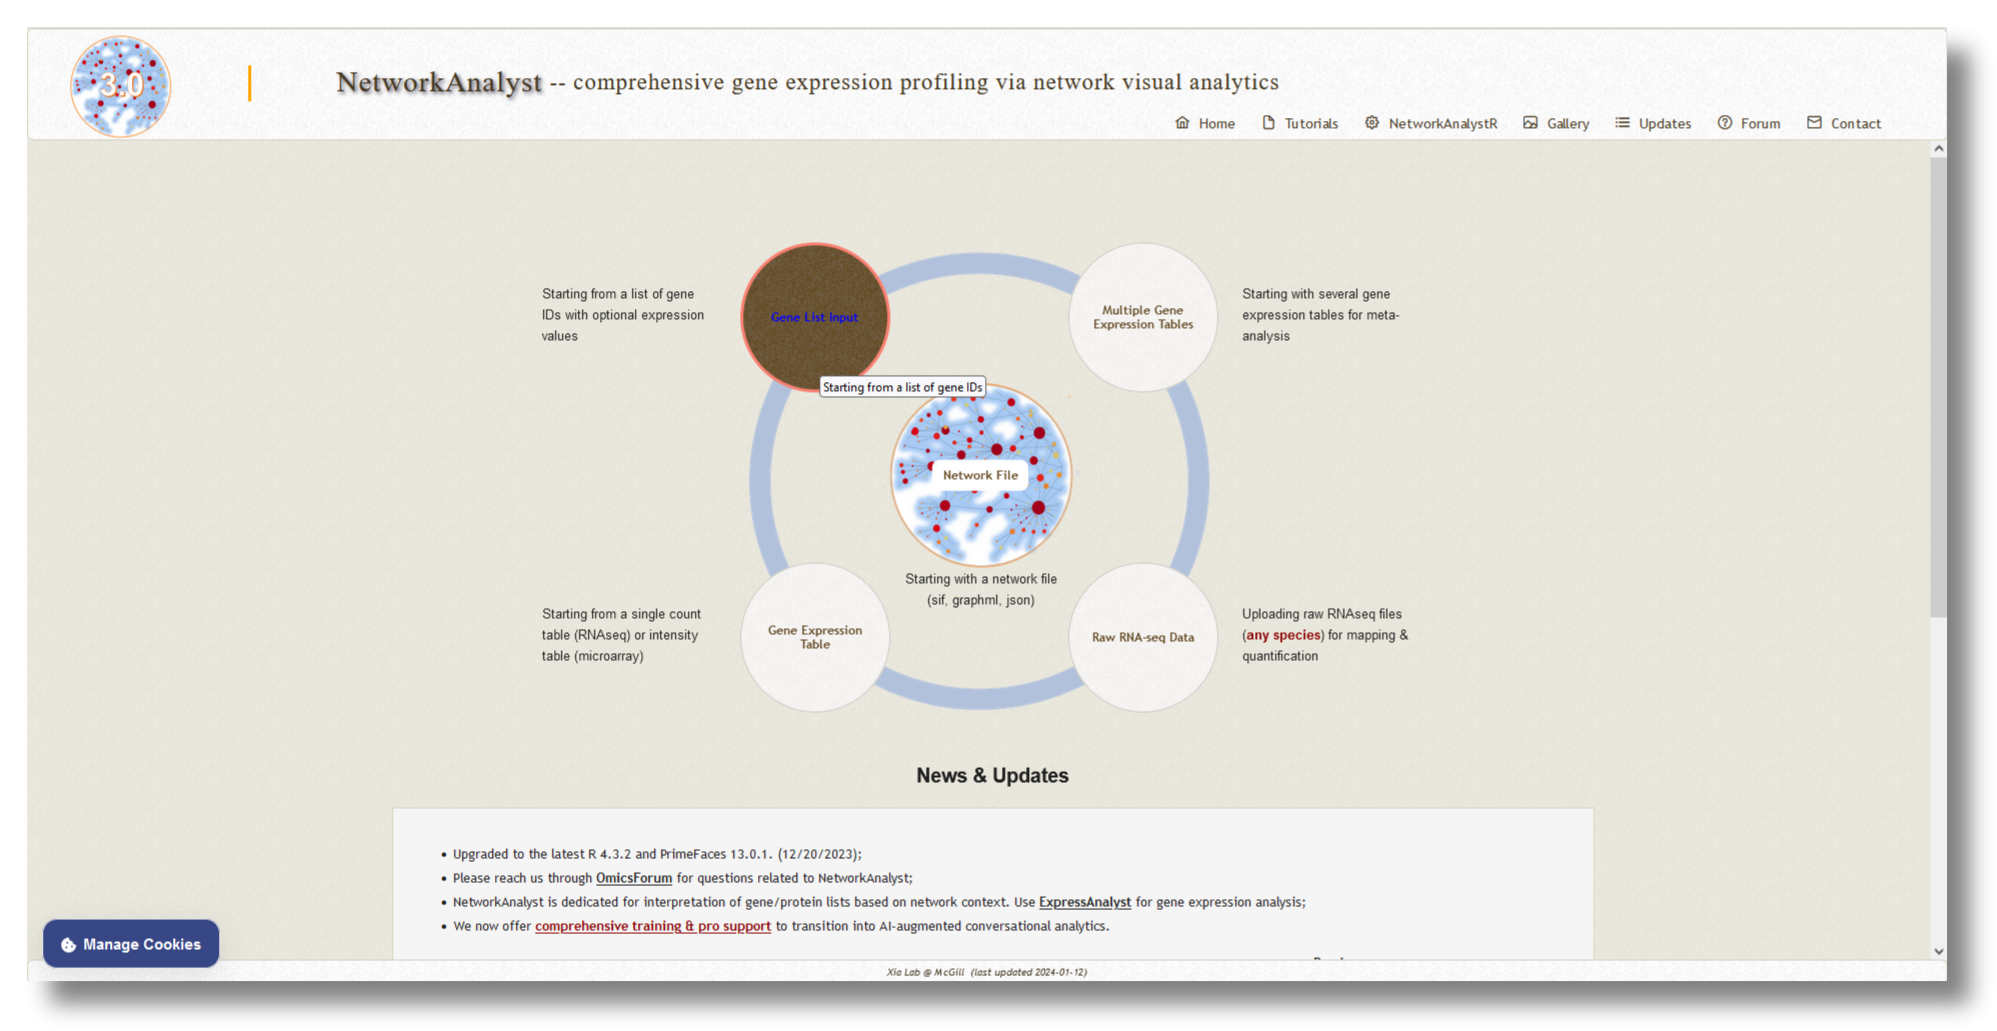 3.0
NetworkAnalyst -- comprehensive gene expression profiling via network visual analytics
Home Tutorials NetworkAnalystR Gallery Updates Forum Contact
Starting from a list of gene
IDs with optional expression
values
Gene List Input
Starting from a list of gene IDs
Multiple Gene
Expression Tables
Starting with several gene
expression tables for meta-
analysis
Network File
Starting with a network file
(sif, graphml, json)
Starting from a single count
table (RNAseq) or intensity
table (microarray)
Gene Expression
Table
Raw RNA-seq Data
Uploading raw RNAseq files
(any species) for mapping &
quantification
News & Updates
• Upgraded to the latest R 4.3.2 and PrimeFaces 13.0.1. (12/20/2023);
• Please reach us through OmicsForum for questions related to NetworkAnalyst;
• NetworkAnalyst is dedicated for interpretation of gene/protein lists based on network context. Use ExpressAnalyst for gene expression analysis;
• We now offer comprehensive training & pro support to transition into AI-augmented conversational analytics.
Manage Cookies
Xia Lab @ McGill (last updated 2024-01-12)